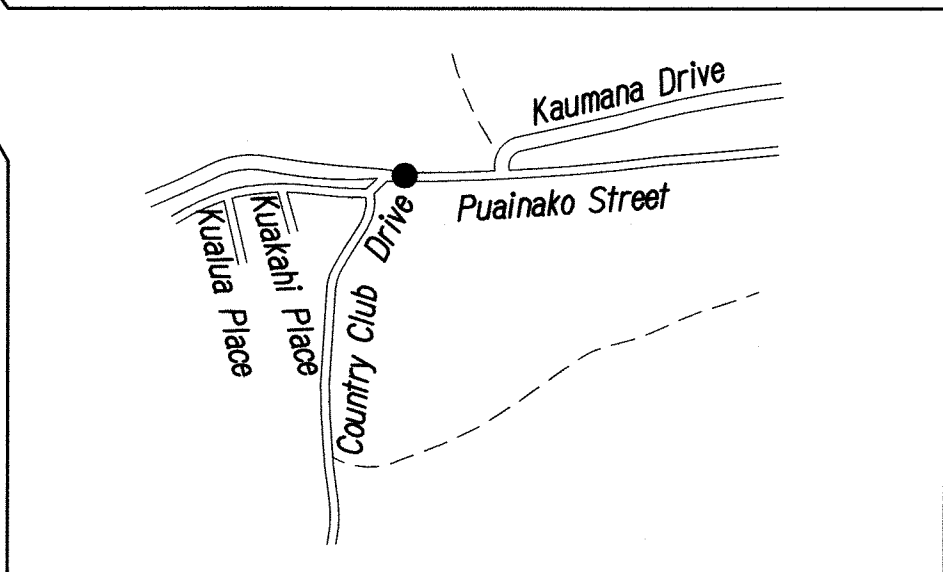 Kaumana Drive
Puainako Street
Kualua Place
Kuakahi Place
Country Club Drive